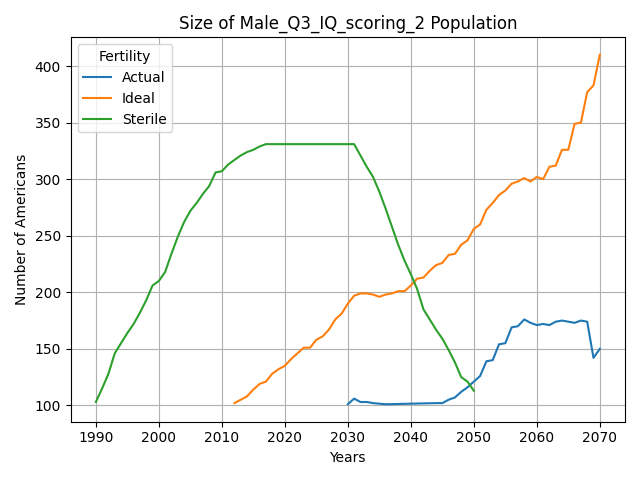 Size of Male_Q3_IQ_scoring_2 Population
Fertility
Actual
Ideal
Sterile
Number of Americans
400
350
300
250
200
150
100
1990 2000 2010 2020 2030 2040 2050 2060 2070
Years